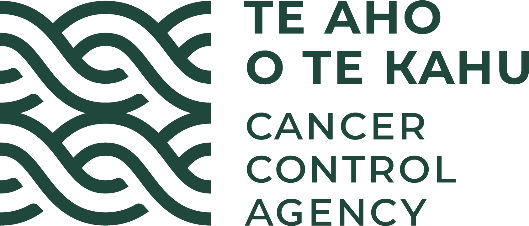 TE AHO
O TE KAHU
CANCER
CONTROL
AGENCY